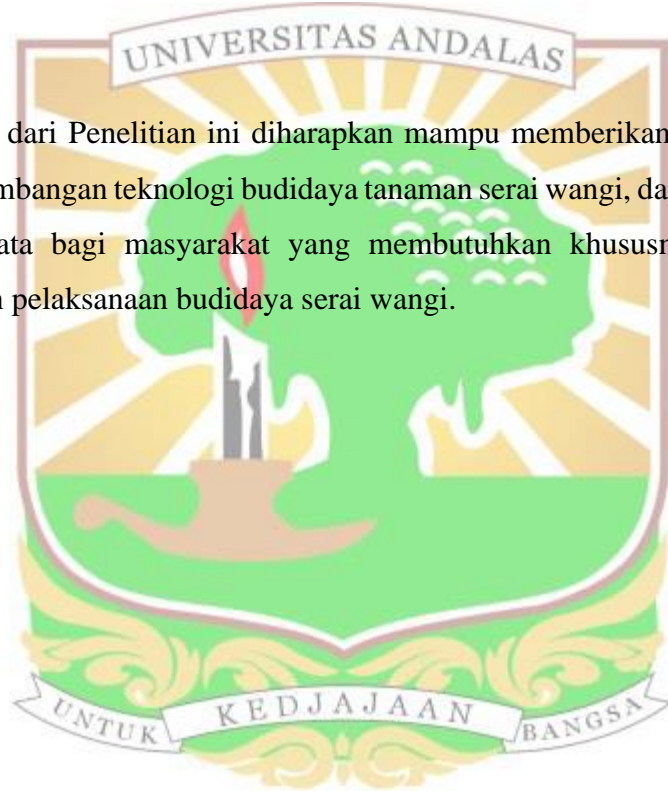 UNIVERSITAS ANDALAS
dari Penelitian ini diharapkan mampu memberikan
mbangan teknologi budidaya tanaman serai wangi, da
ata bagi masyarakat yang membutuhkan khususn
n pelaksanaan budidaya serai wangi.
UNTUK KEDJAJAAN BANGSA